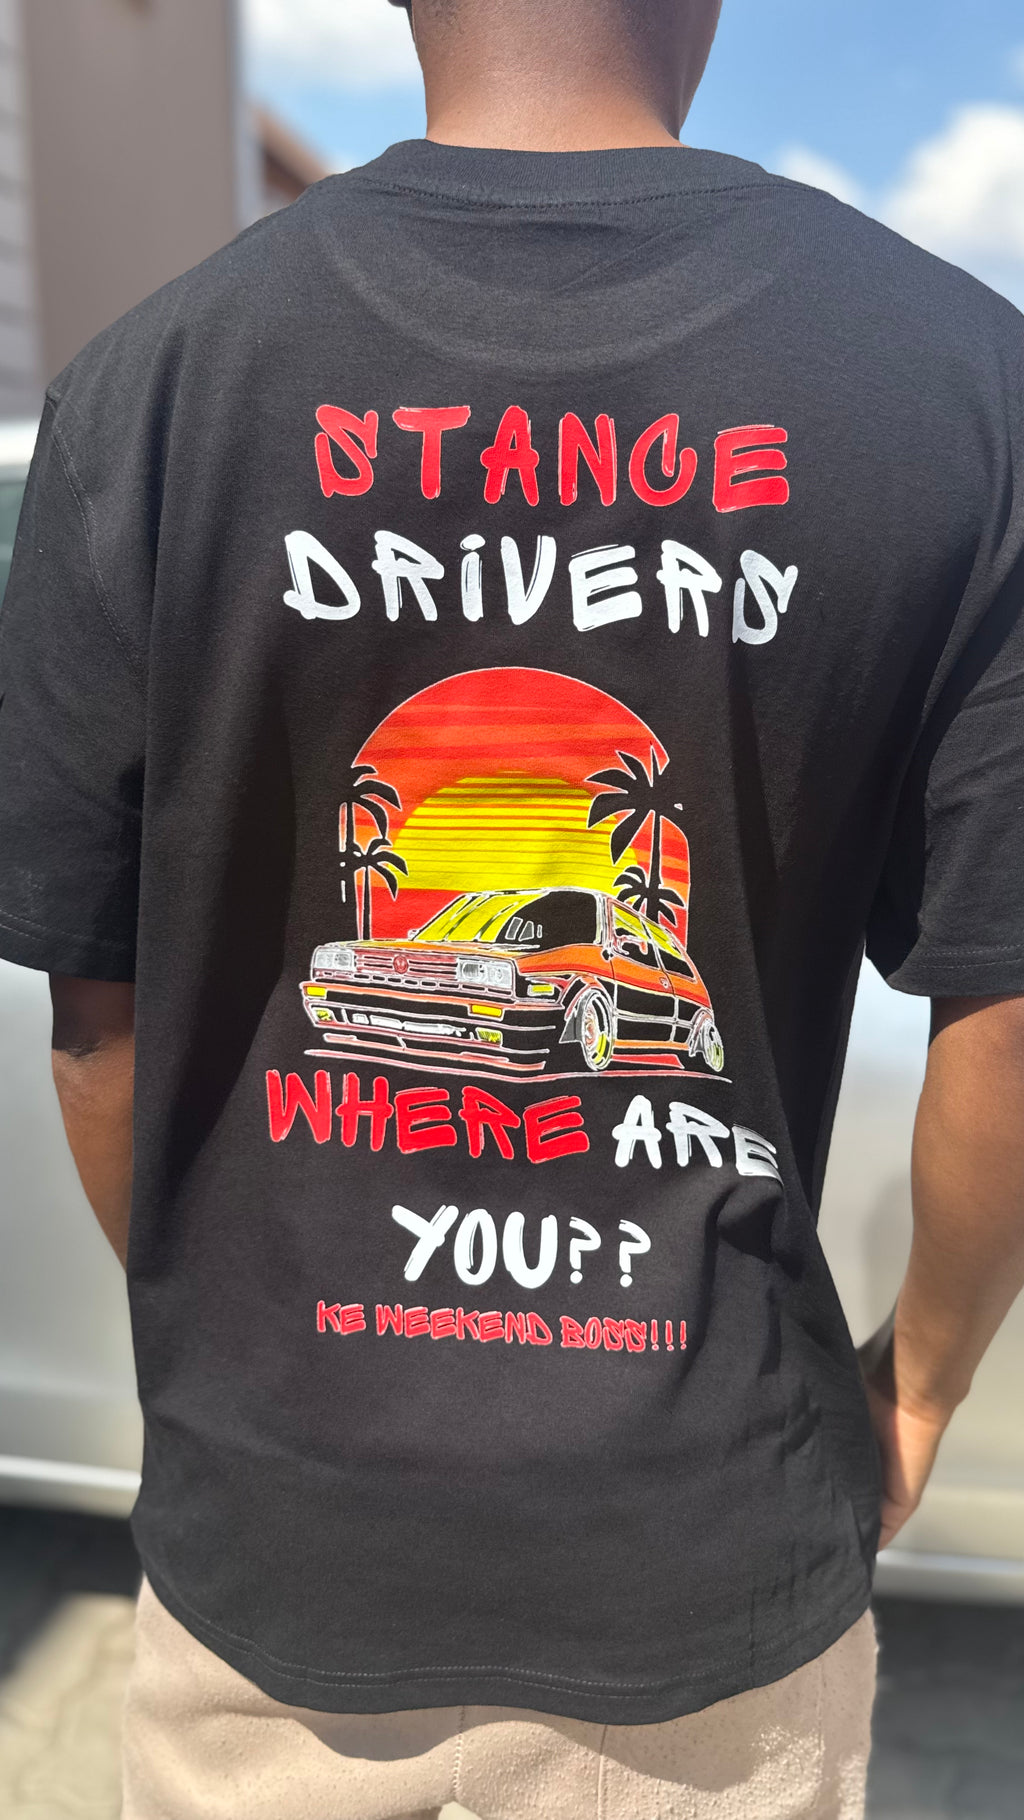 STANCE
DRiVERS
WHERE ARE
YOU??
KE WEEKEND BOSS!!!